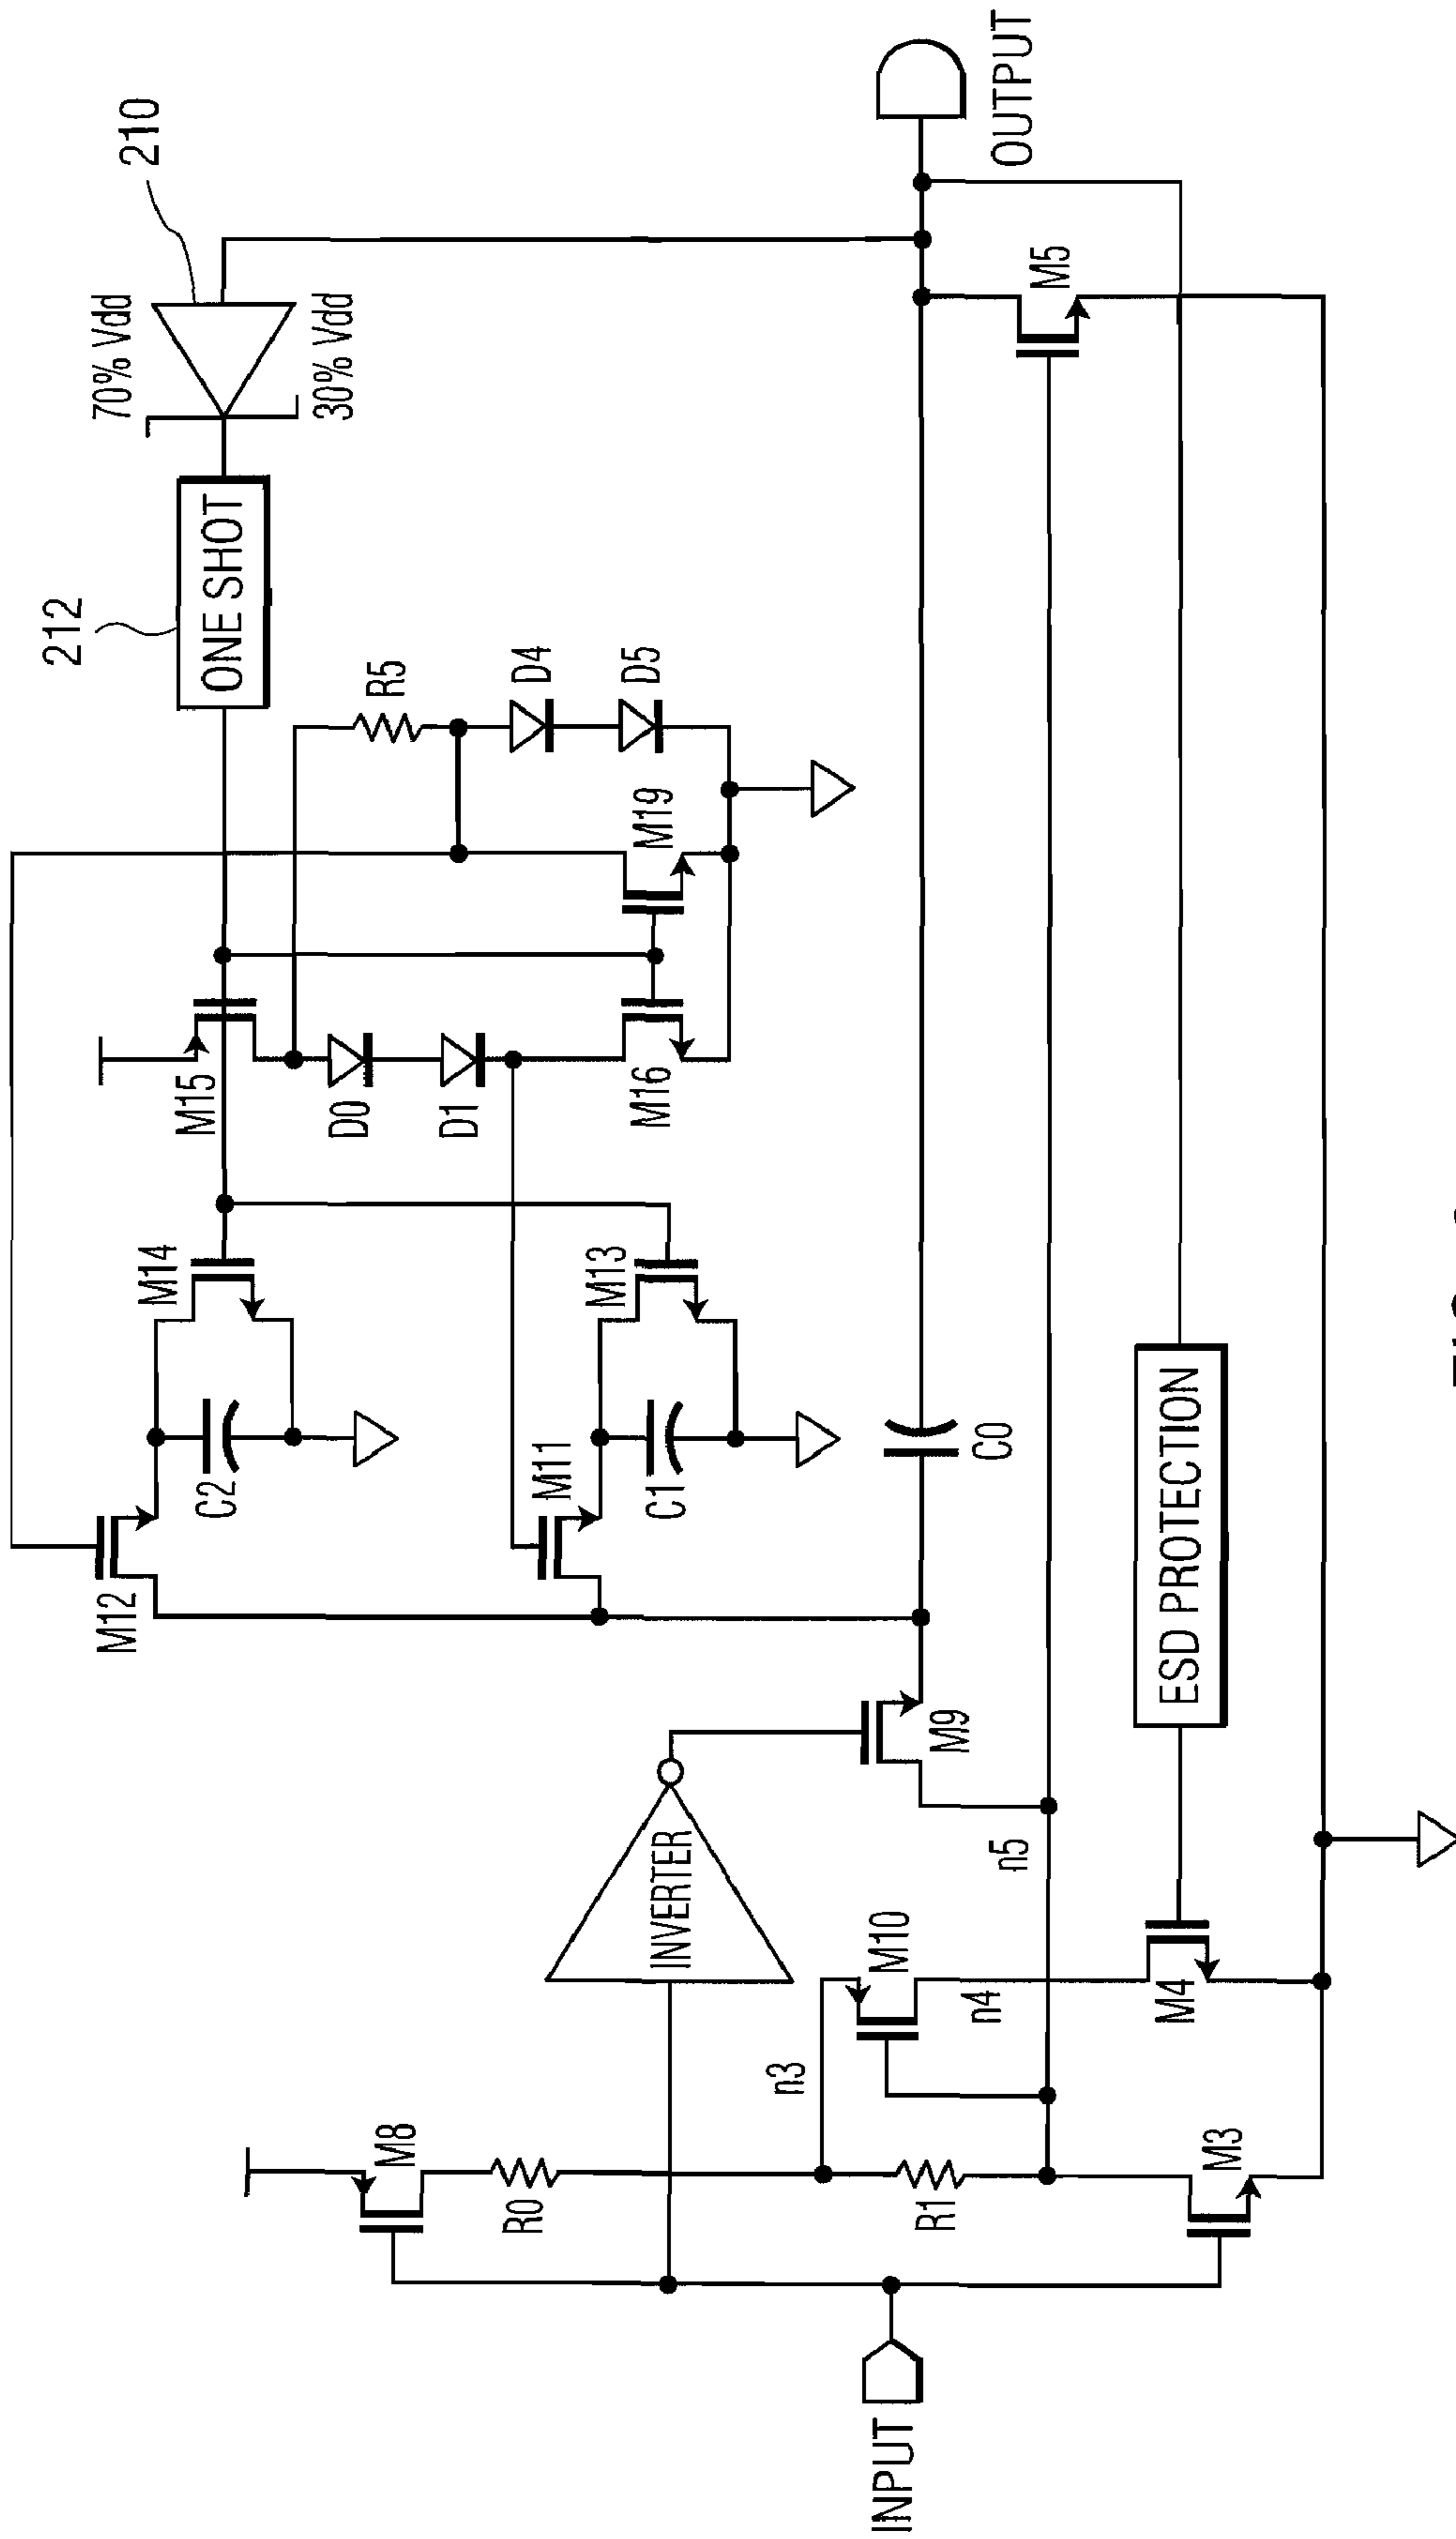 210
70% Vdd
30% Vdd
212
ONE SHOT
R5
D4
D5
M19
M15
D0
D1
M16
M14
C2
M12
M13
M11
C1
C0
OUTPUT
M5
ESD PROTECTION
M9
INVERTER
n5
M10
n4
n3
M4
M8
R0
R1
M3
INPUT